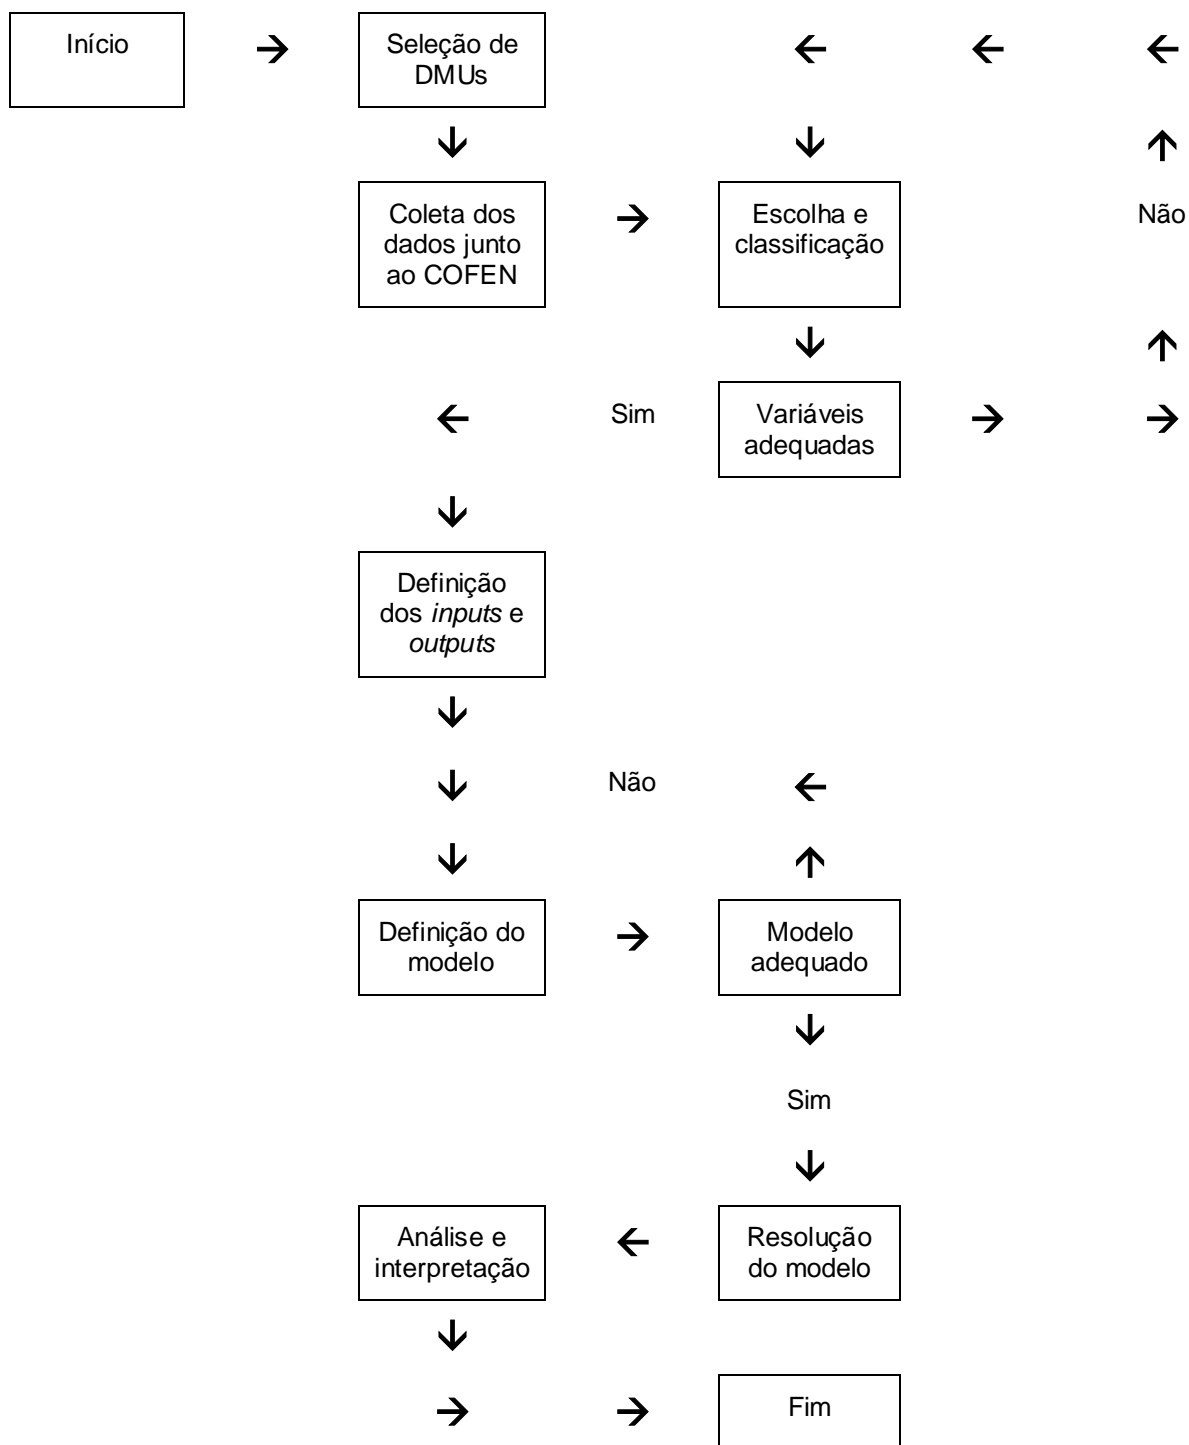 Início
Seleção de
DMUs
Coleta dos
dados junto
ao COFEN
Escolha e
classificação
Não
Sim
Variáveis
adequadas
Definição
dos inputs e
outputs
Não
Definição do
modelo
Modelo
adequado
Sim
Análise e
interpretação
Resolução
do modelo
Fim